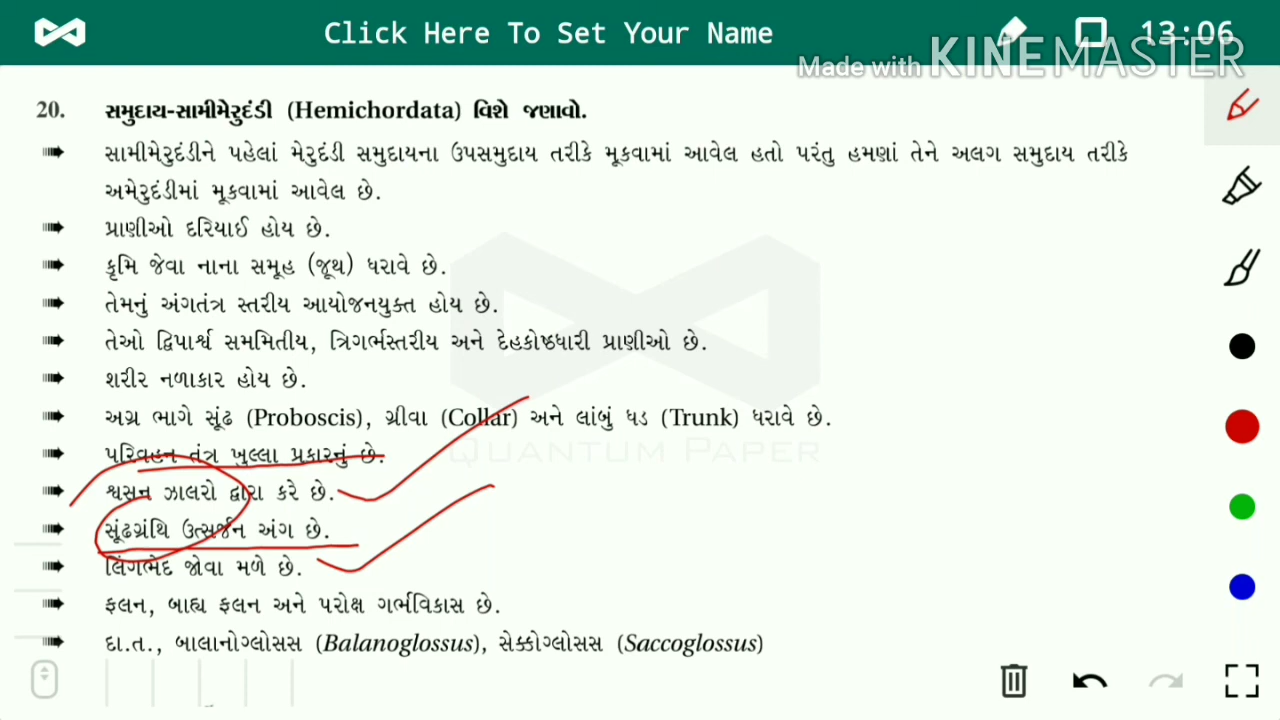 Click Here To Set Your Name
13:06
Made with KINEMASTER
20. સમુદાય-સામીમેરુદંડી (Hemichordata) વિશે જણાવો.
➠ સામીમેરુદંડીને પહેલાં મેરુદંડી સમુદાયના ઉપસમુદાય તરીકે મૂકવામાં આવેલ હતો પરંતુ હમણાં તેને અલગ સમુદાય તરીકે
અમેરુદંડીમાં મૂકવામાં આવેલ છે.
➠ પ્રાણીઓ દરિયાઈ હોય છે.
➠ કૃમિ જેવા નાના સમૂહ (જૂથ) ધરાવે છે.
➠ તેમનું અંગતંત્ર સ્તરીય આયોજનયુક્ત હોય છે.
➠ તેઓ દ્વિપાર્શ્વ સમમિતીય, ત્રિગર્ભસ્તરીય અને દેહકોષ્ઠધારી પ્રાણીઓ છે.
➠ શરીર નળાકાર હોય છે.
➠ અગ્ર ભાગે સૂંઢ (Proboscis), ગ્રીવા (Collar) અને લાંબું ધડ (Trunk) ધરાવે છે.
➠ પરિવહન તંત્ર ખુલ્લા પ્રકારનું છે.
QUANTUM PAPER
➠ શ્વસન ઝાલરો દ્વારા કરે છે.
➠ સૂંઢગ્રંથિ ઉત્સર્જન અંગ છે.
➠ લિંગભેદ જોવા મળે છે.
➠ ફલન, બાહ્ય ફલન અને પરોક્ષ ગર્ભવિકાસ છે.
➠ દા.ત., બાલાનોગ્લોસસ (Balanoglossus), સેક્કોગ્લોસસ (Saccoglossus)